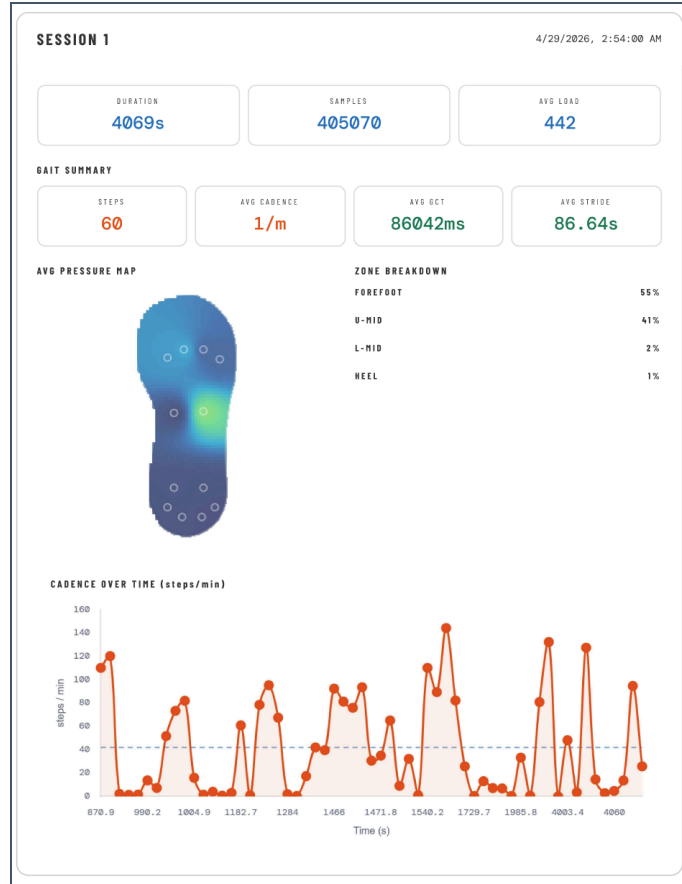 SESSION 1
4/29/2026, 2:54:00 AM
DURATION
4069s
SAMPLES
405070
AVG LOAD
442
GAIT SUMMARY
STEPS
60
AVG CADENCE
1/m
AVG GCT
86042ms
AVG STRIDE
86.64s
AVG PRESSURE MAP
ZONE BREAKDOWN
FOREFOOT 55%
U-MID 41%
L-MID 2%
HEEL 1%
CADENCE OVER TIME (steps/min)
steps / min
160
140
120
100
80
60
40
20
0
870.9 990.2 1004.9 1182.7 1284 1466 1471.8 1540.2 1729.7 1985.8 4003.4 4060
Time (s)